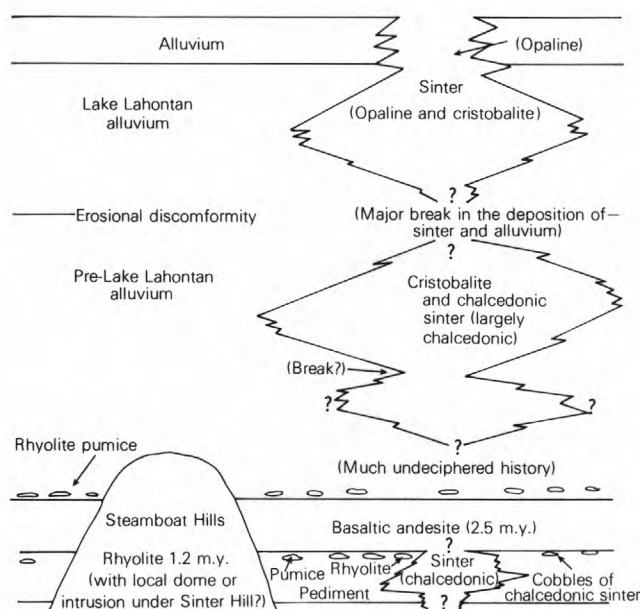 Alluvium
(Opaline)
Sinter
(Opaline and cristobalite)
Lake Lahontan
alluvium
?
Erosional discomformity
(Major break in the deposition of—
sinter and alluvium)
?
Pre-Lake Lahontan
alluvium
Cristobalite
and chalcedonic
sinter (largely
chalcedonic)
(Break?)
?
?
?
Rhyolite pumice
(Much undeciphered history)
Steamboat Hills
Basaltic andesite (2.5 m.y.)
?
Rhyolite 1.2 m.y.
(with local dome or
intrusion under Sinter Hill?)
Pumice
Rhyolite
Pediment
Sinter
(chalcedonic)
?
Cobbles of
chalcedonic sinter